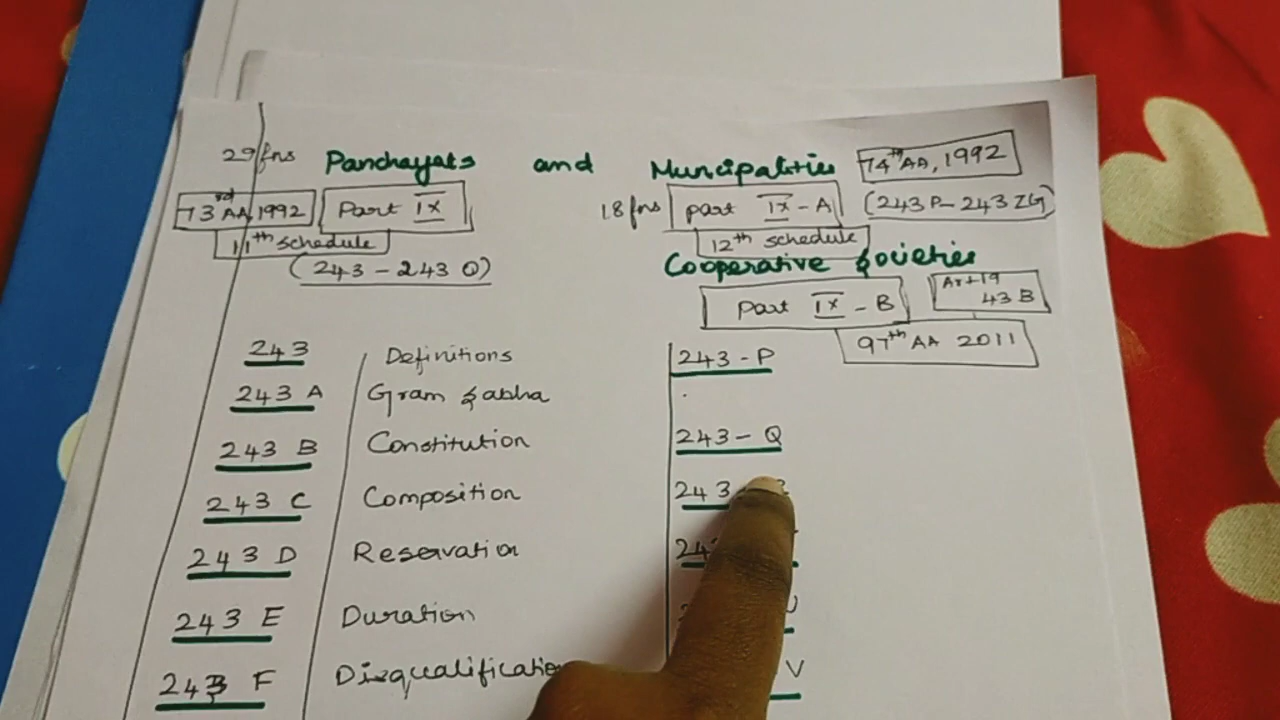 29 fns Panchayats and Muncipalities 74th AA, 1992
73rd AA, 1992 Part IX 18 fns part IX-A (243 P - 243 ZG)
11th schedule 12th schedule
(243 - 243 O) Cooperative Societies
Part IX - B Art 19
43 B
97th AA 2011
243 Definitions 243 - P
243 A Gram Sabha
243 B Constitution 243 - Q
243 C Composition 243
243 D Reservation
243 E Duration U
243 F Disqualification V